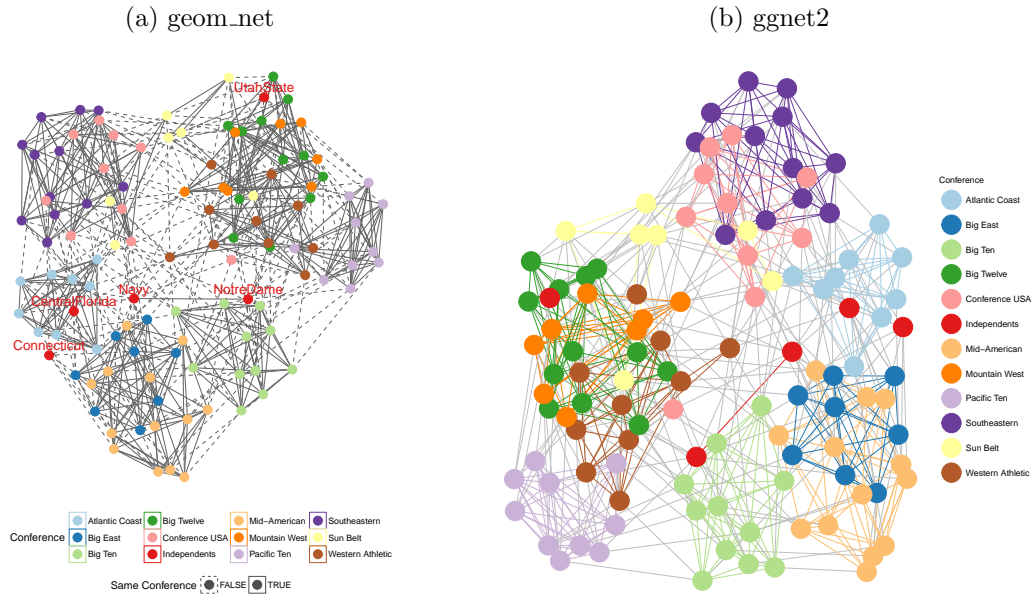 (a) geom_net
(b) ggnet2
UtahState
Navy
NotreDame
CentralFlorida
Connecticut
Conference
Atlantic Coast
Big Twelve
Mid−American
Southeastern
Big East
Conference USA
Mountain West
Sun Belt
Big Ten
Independents
Pacific Ten
Western Athletic
Same Conference
FALSE
TRUE
Conference
Atlantic Coast
Big East
Big Ten
Big Twelve
Conference USA
Independents
Mid−American
Mountain West
Pacific Ten
Southeastern
Sun Belt
Western Athletic